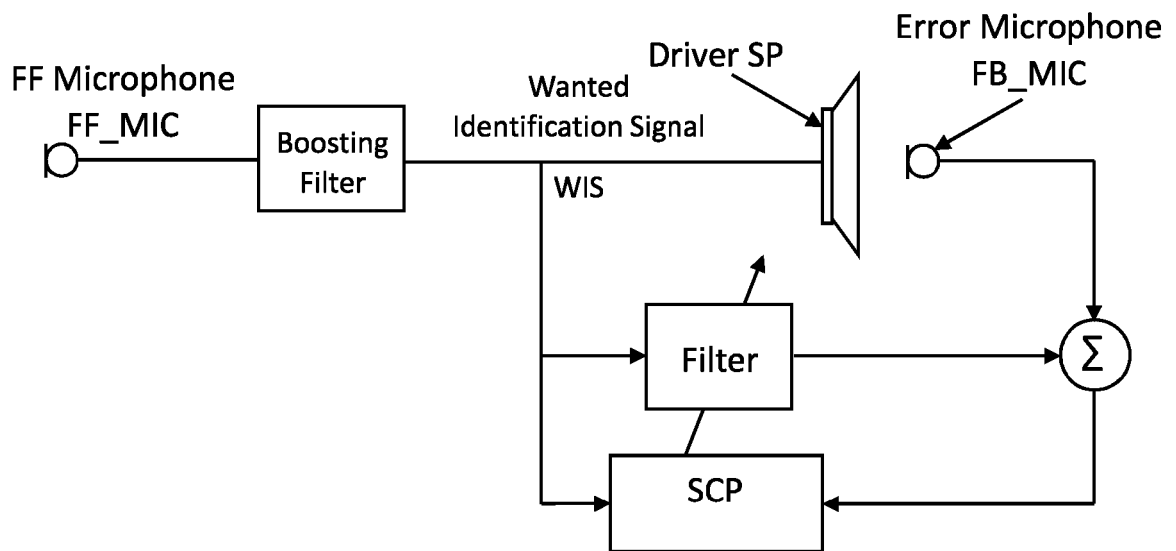 FF Microphone
FF_MIC
Boosting
Filter
Wanted
Identification Signal
WIS
Driver SP
Error Microphone
FB_MIC
Filter
Σ
SCP